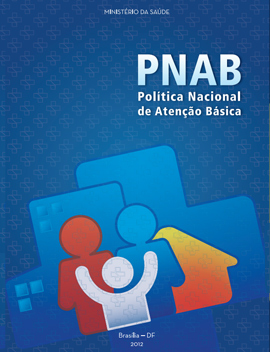 MINISTÉRIO DA SAÚDE
PNAB
Política Nacional
de Atenção Básica
Brasília – DF
2012